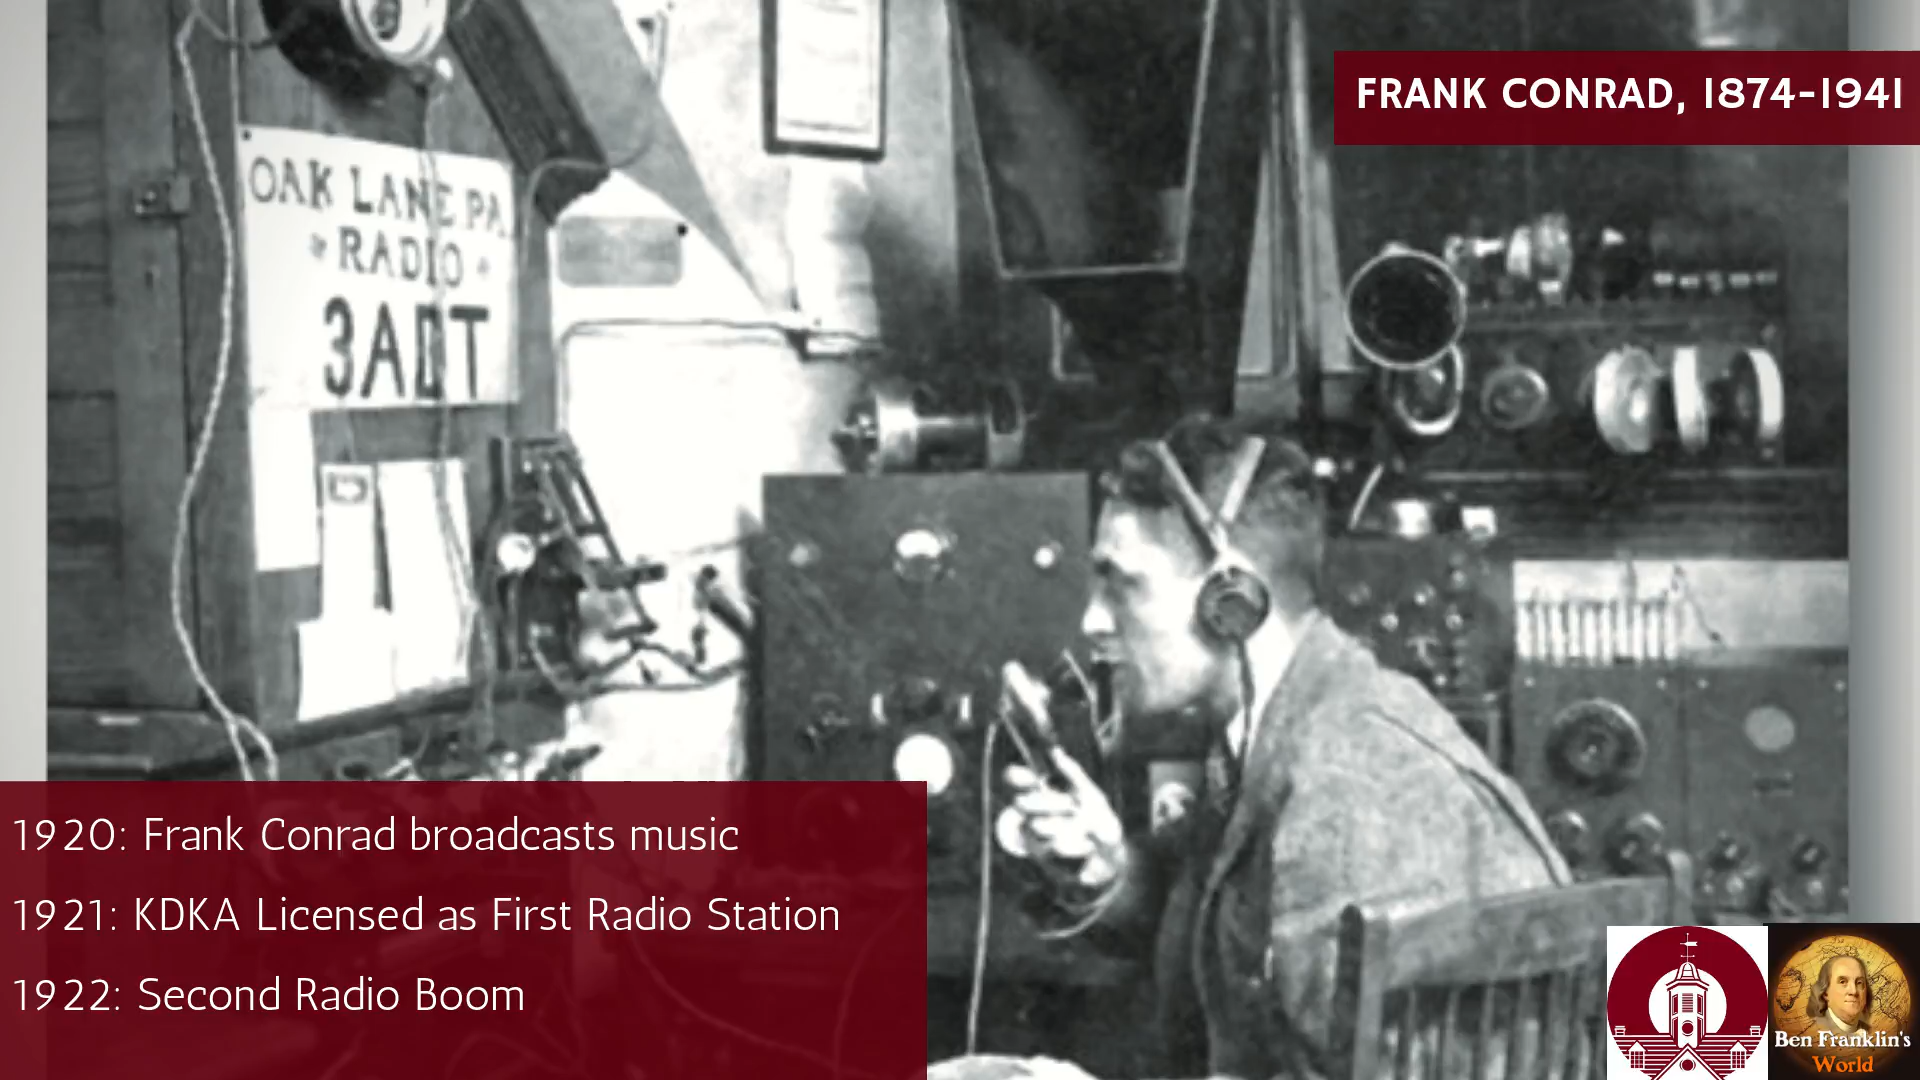 FRANK CONRAD, 1874-1941
OAK LANE PA
RADIO
3ADT
1920: Frank Conrad broadcasts music
1921: KDKA Licensed as First Radio Station
1922: Second Radio Boom
Ben Franklin's
World